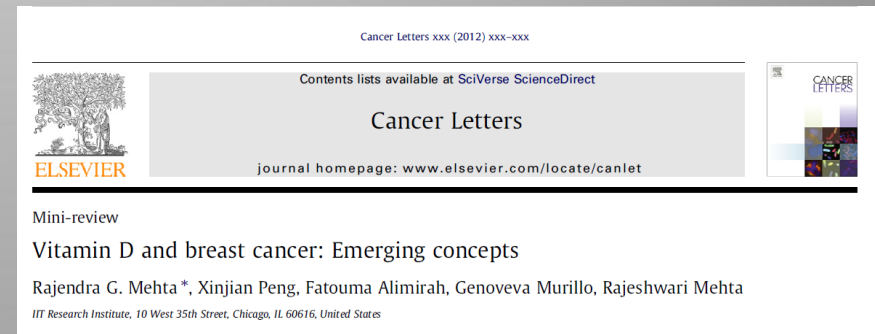 Cancer Letters xxx (2012) xxx–xxx
Contents lists available at SciVerse ScienceDirect
Cancer Letters
journal homepage: www.elsevier.com/locate/canlet
ELSEVIER
CANCER
LETTERS
Mini-review
Vitamin D and breast cancer: Emerging concepts
Rajendra G. Mehta *, Xinjian Peng, Fatouma Alimirah, Genoveva Murillo, Rajeshwari Mehta
IIT Research Institute, 10 West 35th Street, Chicago, IL 60616, United States